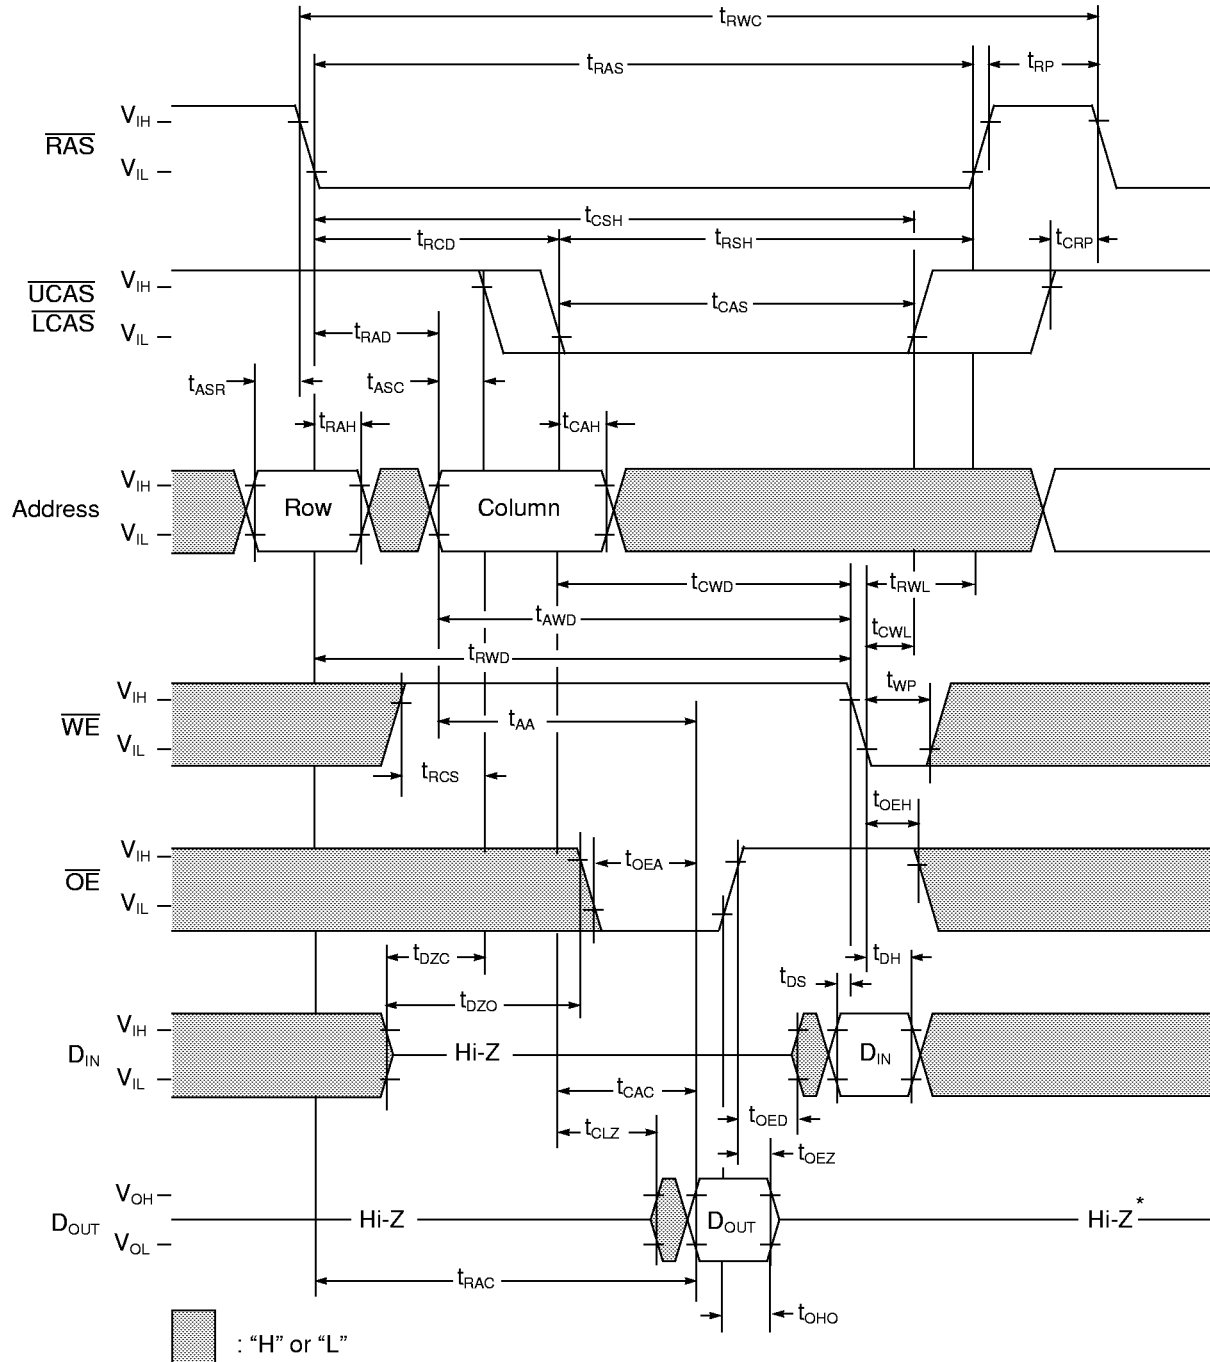 tRWC
tRAS
tRP
VIH
RAS
VIL
tCSH
tRCD
tRSH
tCRP
VIH
UCAS
LCAS
VIL
tCAS
tRAD
tASR
tASC
tRAH
tCAH
VIH
Address
Row
Column
VIL
tCWD
tRWL
tAWD
tCWL
tRWD
tWP
VIH
WE
VIL
tAA
tRCS
tOEH
VIH
OE
VIL
tOEA
tDZC
tDH
tDS
tDZO
VIH
DIN
Hi-Z
DIN
VIL
tCAC
tOED
tCLZ
tOEZ
VOH
DOUT
Hi-Z
DOUT
Hi-Z*
VOL
tRAC
tOHO
: “H” or “L”